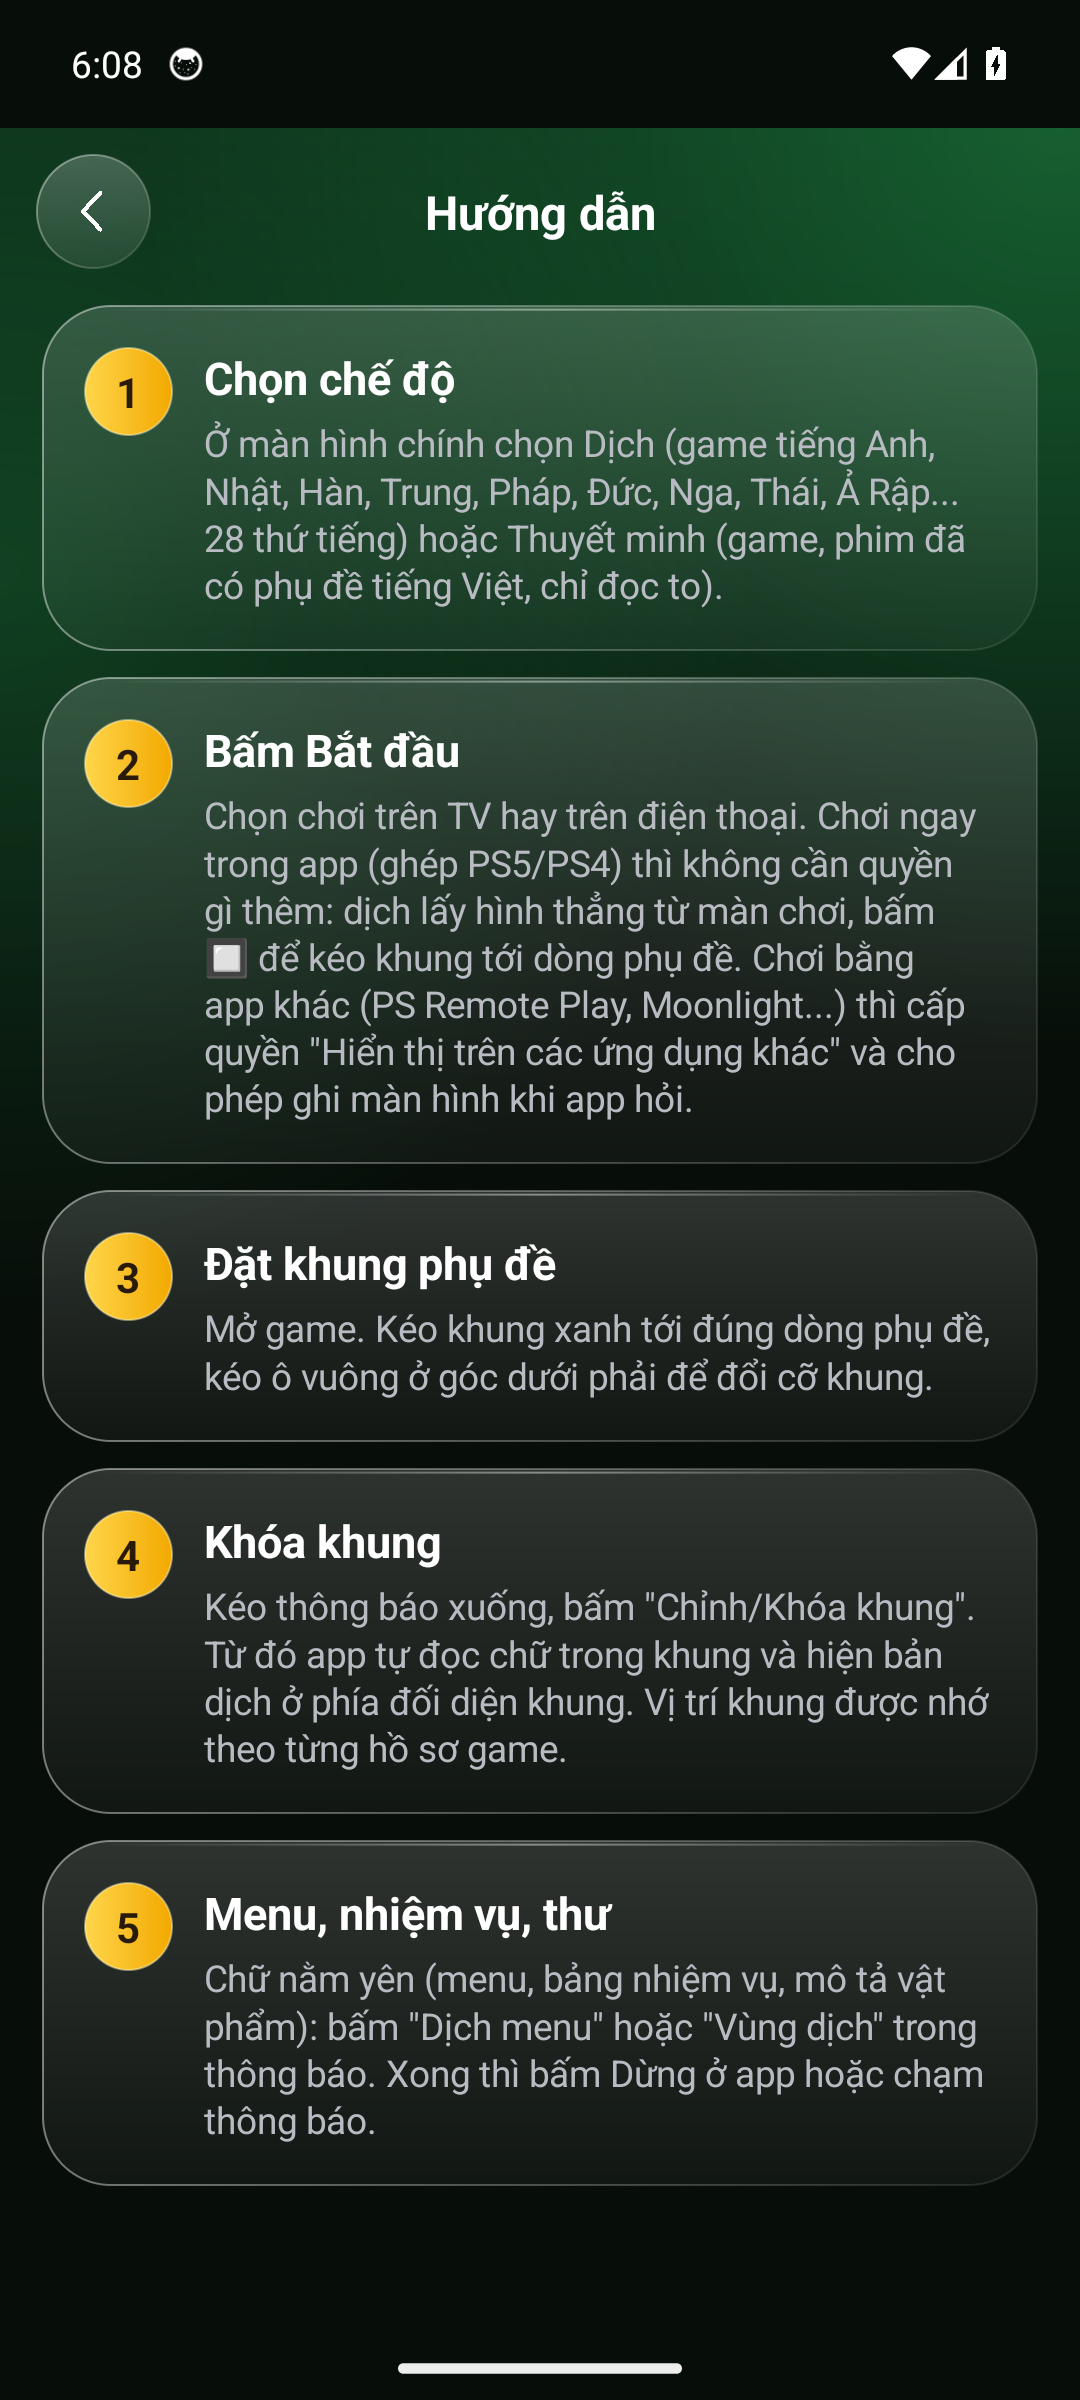 6:08
Hướng dẫn
1
Chọn chế độ
Ở màn hình chính chọn Dịch (game tiếng Anh,
Nhật, Hàn, Trung, Pháp, Đức, Nga, Thái, Ả Rập...
28 thứ tiếng) hoặc Thuyết minh (game, phim đã
có phụ đề tiếng Việt, chỉ đọc to).
2
Bấm Bắt đầu
Chọn chơi trên TV hay trên điện thoại. Chơi ngay
trong app (ghép PS5/PS4) thì không cần quyền
gì thêm: dịch lấy hình thẳng từ màn chơi, bấm
🔲 để kéo khung tới dòng phụ đề. Chơi bằng
app khác (PS Remote Play, Moonlight...) thì cấp
quyền "Hiển thị trên các ứng dụng khác" và cho
phép ghi màn hình khi app hỏi.
3
Đặt khung phụ đề
Mở game. Kéo khung xanh tới đúng dòng phụ đề,
kéo ô vuông ở góc dưới phải để đổi cỡ khung.
4
Khóa khung
Kéo thông báo xuống, bấm "Chỉnh/Khóa khung".
Từ đó app tự đọc chữ trong khung và hiện bản
dịch ở phía đối diện khung. Vị trí khung được nhớ
theo từng hồ sơ game.
5
Menu, nhiệm vụ, thư
Chữ nằm yên (menu, bảng nhiệm vụ, mô tả vật
phẩm): bấm "Dịch menu" hoặc "Vùng dịch" trong
thông báo. Xong thì bấm Dừng ở app hoặc chạm
thông báo.